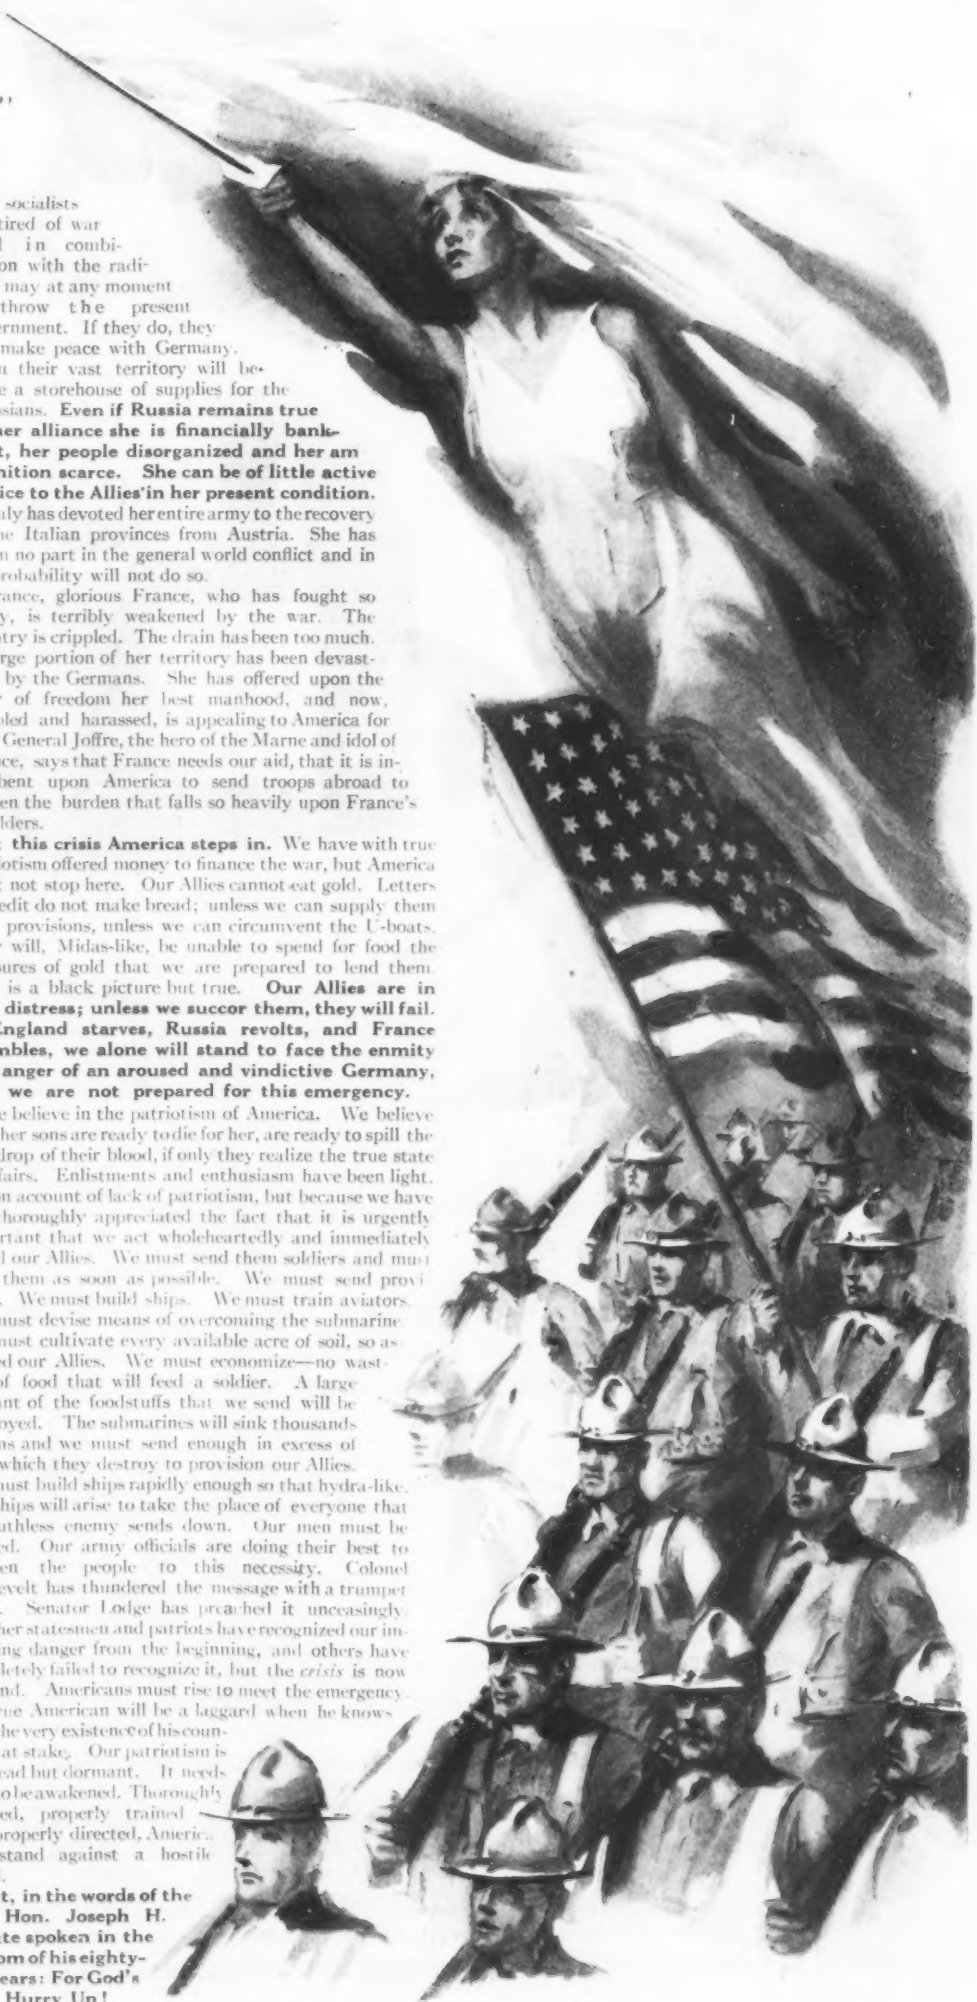 socialists
tired of war
in combi-
on with the radi-
may at any moment
throw the present
ernment. If they do, they
make peace with Germany.
their vast territory will be-
e a storehouse of supplies for the
ssians. Even if Russia remains true
her alliance she is financially bank-
t, her people disorganized and her am
nition scarce. She can be of little active
ice to the Allies in her present condition.
aly has devoted her entire army to the recovery
he Italian provinces from Austria. She has
n no part in the general world conflict and in
robability will not do so.
rance, glorious France, who has fought so
y, is terribly weakened by the war. The
ntry is crippled. The drain has been too much.
rge portion of her territory has been devast-
by the Germans. She has offered upon the
r of freedom her best manhood, and now,
pled and harassed, is appealing to America for
General Joffre, the hero of the Marne and idol of
ce, says that France needs our aid, that it is in-
bent upon America to send troops abroad to
en the burden that falls so heavily upon France's
lders.
t this crisis America steps in. We have with true
iotism offered money to finance the war, but America
t not stop here. Our Allies cannot eat gold. Letters
edit do not make bread; unless we can supply them
provisions, unless we can circumvent the U-boats,
y will, Midas-like, be unable to spend for food the
sures of gold that we are prepared to lend them.
is a black picture but true. Our Allies are in
distress; unless we succor them, they will fail.
England starves, Russia revolts, and France
mbles, we alone will stand to face the enmity
anger of an aroused and vindictive Germany,
we are not prepared for this emergency.
e believe in the patriotism of America. We believe
her sons are ready to die for her, are ready to spill the
drop of their blood, if only they realize the true state
fairs. Enlistments and enthusiasm have been light,
on account of lack of patriotism, but because we have
thoroughly appreciated the fact that it is urgently
rtant that we act wholeheartedly and immediately
d our Allies. We must send them soldiers and must
them as soon as possible. We must send provi
. We must build ships. We must train aviators.
must devise means of overcoming the submarine.
must cultivate every available acre of soil, so as
ed our Allies. We must economize—no wast-
of food that will feed a soldier. A large
nt of the foodstuffs that we send will be
oyed. The submarines will sink thousands
ns and we must send enough in excess of
which they destroy to provision our Allies.
must build ships rapidly enough so that hydra-like,
hips will arise to take the place of everyone that
uthless enemy sends down. Our men must be
ed. Our army officials are doing their best to
en the people to this necessity. Colonel
evelt has thundered the message with a trumpet
. Senator Lodge has preached it unceasingly.
her statesmen and patriots have recognized our im-
ing danger from the beginning, and others have
letely failed to recognize it, but the crisis is now
nd. Americans must rise to meet the emergency.
rue American will be a laggard when he knows
he very existence of his coun-
at stake. Our patriotism is
ead but dormant. It needs
o be awakened. Thoroughly
ed, properly trained
properly directed, Americ
stand against a hostile
t, in the words of the
Hon. Joseph H.
te spoken in the
om of his eighty-
ears: For God's
Hurry Up!